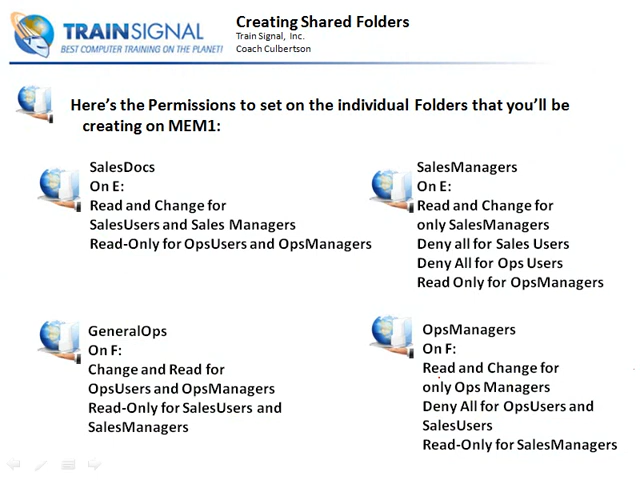 TRAINSIGNAL
BEST COMPUTER TRAINING ON THE PLANET!
Creating Shared Folders
Train Signal, Inc.
Coach Culbertson
Here's the Permissions to set on the individual Folders that you'll be
creating on MEM1:
SalesDocs
On E:
Read and Change for
SalesUsers and Sales Managers
Read-Only for OpsUsers and OpsManagers
SalesManagers
On E:
Read and Change for
only SalesManagers
Deny all for Sales Users
Deny All for Ops Users
Read Only for OpsManagers
GeneralOps
On F:
Change and Read for
OpsUsers and OpsManagers
Read-Only for SalesUsers and
SalesManagers
OpsManagers
On F:
Read and Change for
only Ops Managers
Deny All for OpsUsers and
SalesUsers
Read-Only for SalesManagers